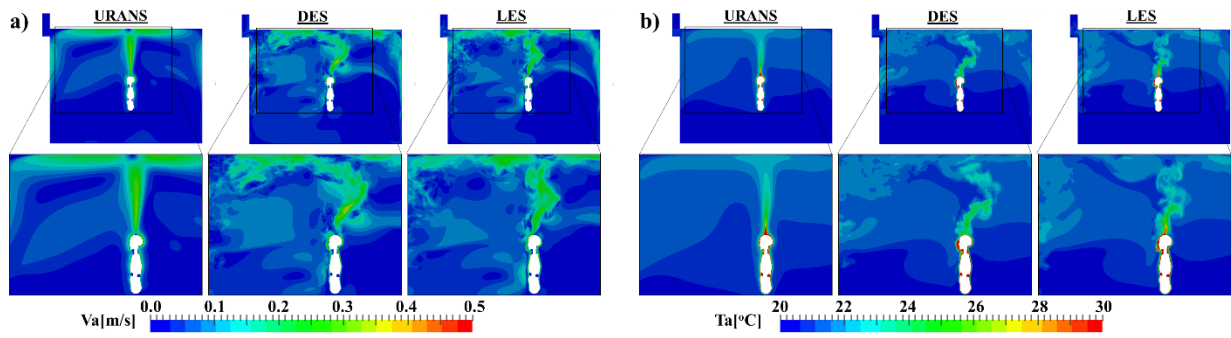 a) URANS DES LES
b) URANS DES LES
0.0 0.1 0.2 0.3 0.4 0.5
Va[m/s]
20 22 24 26 28 30
Ta[°C]